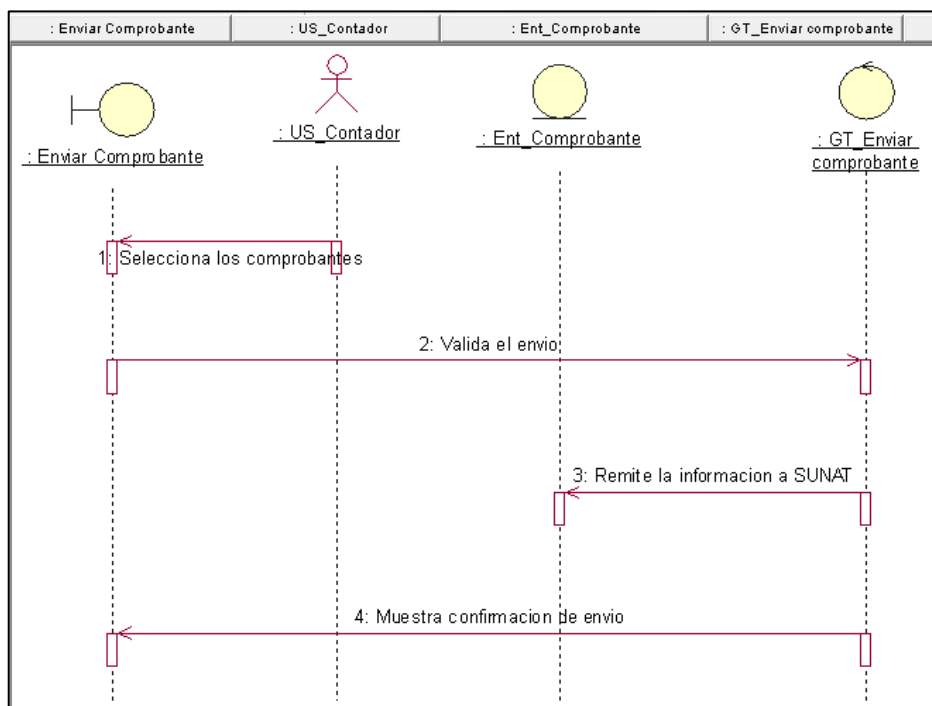 : Enviar Comprobante
: US_Contador
: Ent_Comprobante
: GT_Enviar comprobante
: Enviar Comprobante
: US_Contador
: Ent_Comprobante
: GT_Enviar
comprobante
1: Selecciona los comprobantes
2: Valida el envio
3: Remite la informacion a SUNAT
4: Muestra confirmacion de envio